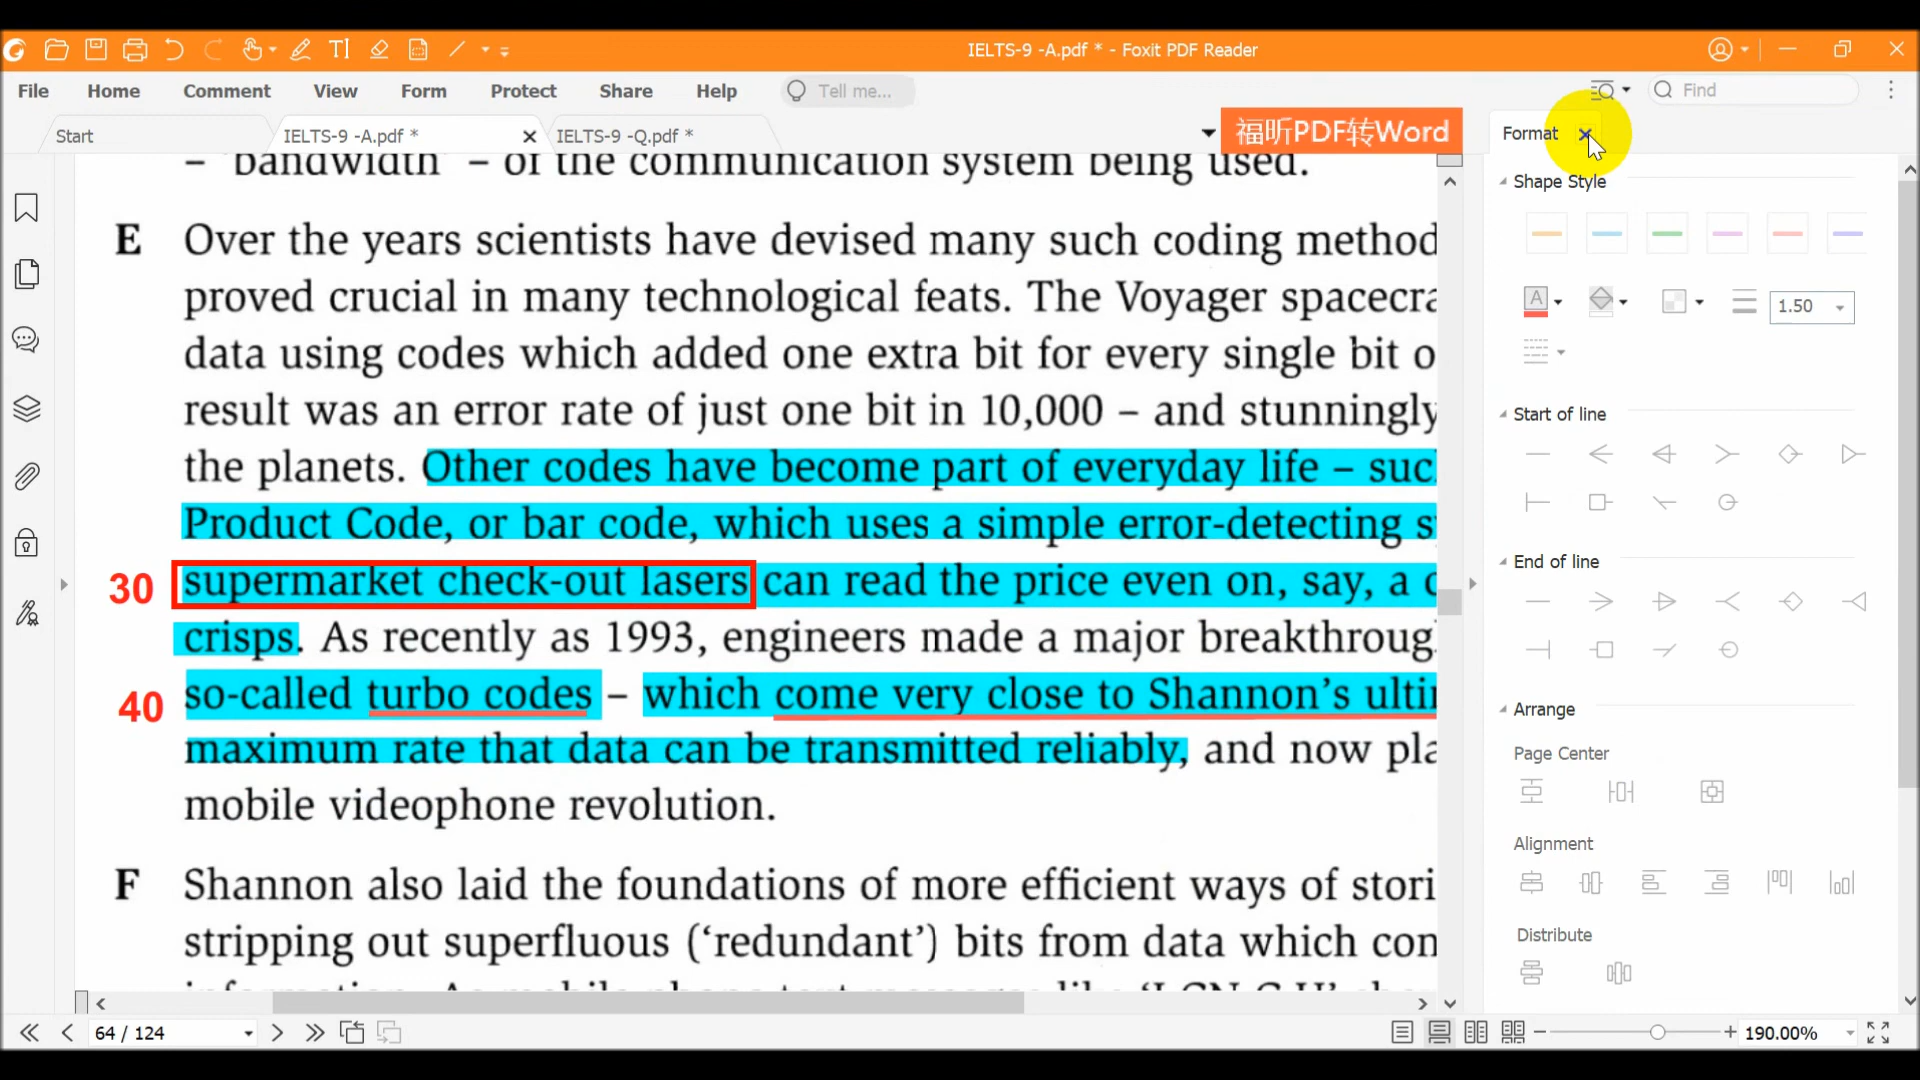 IELTS-9 -A.pdf * - Foxit PDF Reader
File Home Comment View Form Protect Share Help Tell me... Find
Start IELTS-9 -A.pdf * IELTS-9 -Q.pdf * 福昕PDF转Word Format
– 'bandwidth' – of the communication system being used.
E Over the years scientists have devised many such coding method
proved crucial in many technological feats. The Voyager spacecra
data using codes which added one extra bit for every single bit o
result was an error rate of just one bit in 10,000 – and stunningly
the planets. Other codes have become part of everyday life – suc
Product Code, or bar code, which uses a simple error-detecting s
30 supermarket check-out lasers can read the price even on, say, a c
crisps. As recently as 1993, engineers made a major breakthroug
40 so-called turbo codes – which come very close to Shannon's ulti
maximum rate that data can be transmitted reliably, and now pla
mobile videophone revolution.
F Shannon also laid the foundations of more efficient ways of stori
stripping out superfluous ('redundant') bits from data which con
Shape Style
1.50
Start of line
End of line
Arrange
Page Center
Alignment
Distribute
64 / 124
190.00%